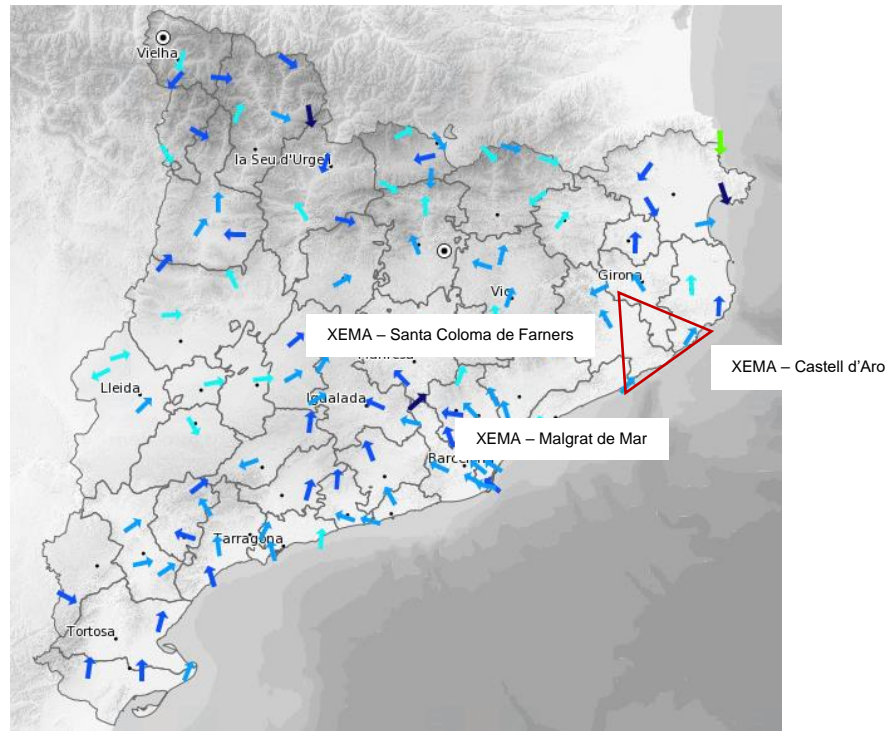 Vielha
la Seu d'Urgell
Girona
Vic
XEMA – Santa Coloma de Farners
XEMA – Castell d'Aro
Lleida
Igualada
XEMA – Malgrat de Mar
Tarragona
Tortosa